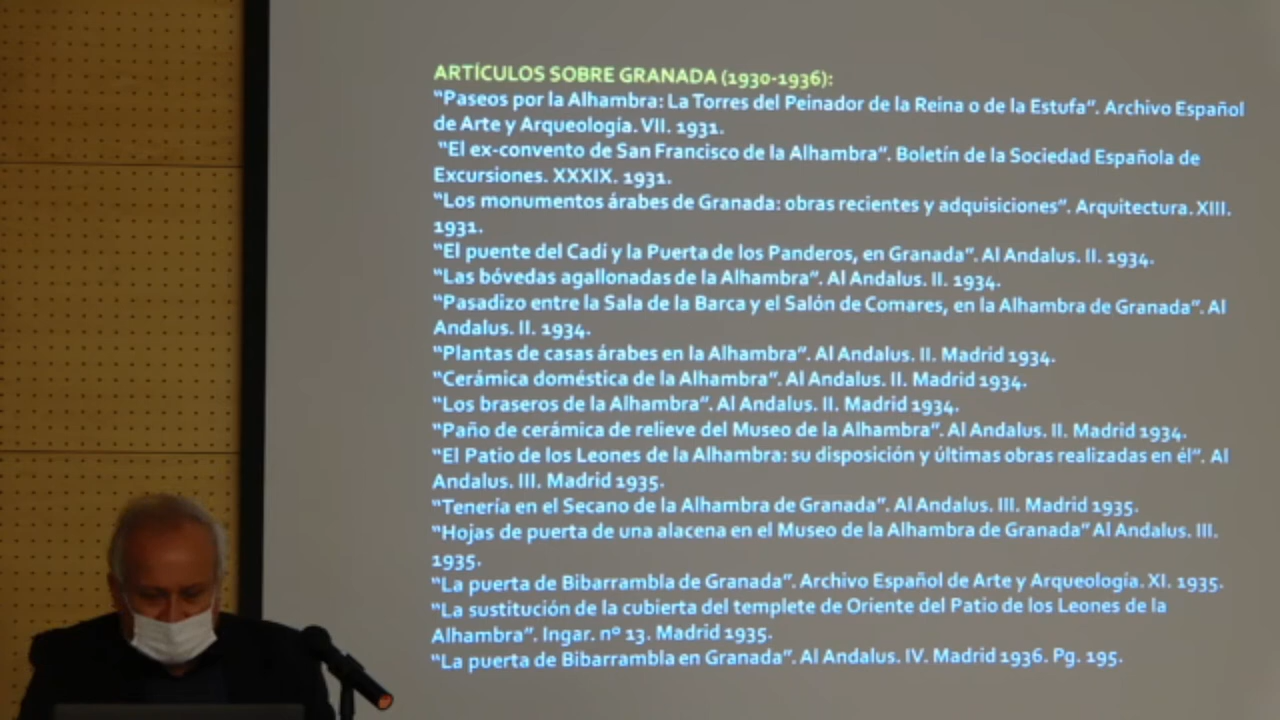 ARTÍCULOS SOBRE GRANADA (1930-1936):
“Paseos por la Alhambra: La Torres del Peinador de la Reina o de la Estufa”. Archivo Español
de Arte y Arqueología. VII. 1931.
“El ex-convento de San Francisco de la Alhambra”. Boletín de la Sociedad Española de
Excursiones. XXXIX. 1931.
“Los monumentos árabes de Granada: obras recientes y adquisiciones”. Arquitectura. XIII.
1931.
“El puente del Cadí y la Puerta de los Panderos, en Granada”. Al Andalus. II. 1934.
“Las bóvedas agallonadas de la Alhambra”. Al Andalus. II. 1934.
“Pasadizo entre la Sala de la Barca y el Salón de Comares, en la Alhambra de Granada”. Al
Andalus. II. 1934.
“Plantas de casas árabes en la Alhambra”. Al Andalus. II. Madrid 1934.
“Cerámica doméstica de la Alhambra”. Al Andalus. II. Madrid 1934.
“Los braseros de la Alhambra”. Al Andalus. II. Madrid 1934.
“Paño de cerámica de relieve del Museo de la Alhambra”. Al Andalus. II. Madrid 1934.
“El Patio de los Leones de la Alhambra: su disposición y últimas obras realizadas en él”. Al
Andalus. III. Madrid 1935.
“Tenería en el Secano de la Alhambra de Granada”. Al Andalus. III. Madrid 1935.
“Hojas de puerta de una alacena en el Museo de la Alhambra de Granada” Al Andalus. III.
1935.
“La puerta de Bibarrambla de Granada”. Archivo Español de Arte y Arqueología. XI. 1935.
“La sustitución de la cubierta del templete de Oriente del Patio de los Leones de la
Alhambra”. Ingar. nº 13. Madrid 1935.
“La puerta de Bibarrambla en Granada”. Al Andalus. IV. Madrid 1936. Pg. 195.